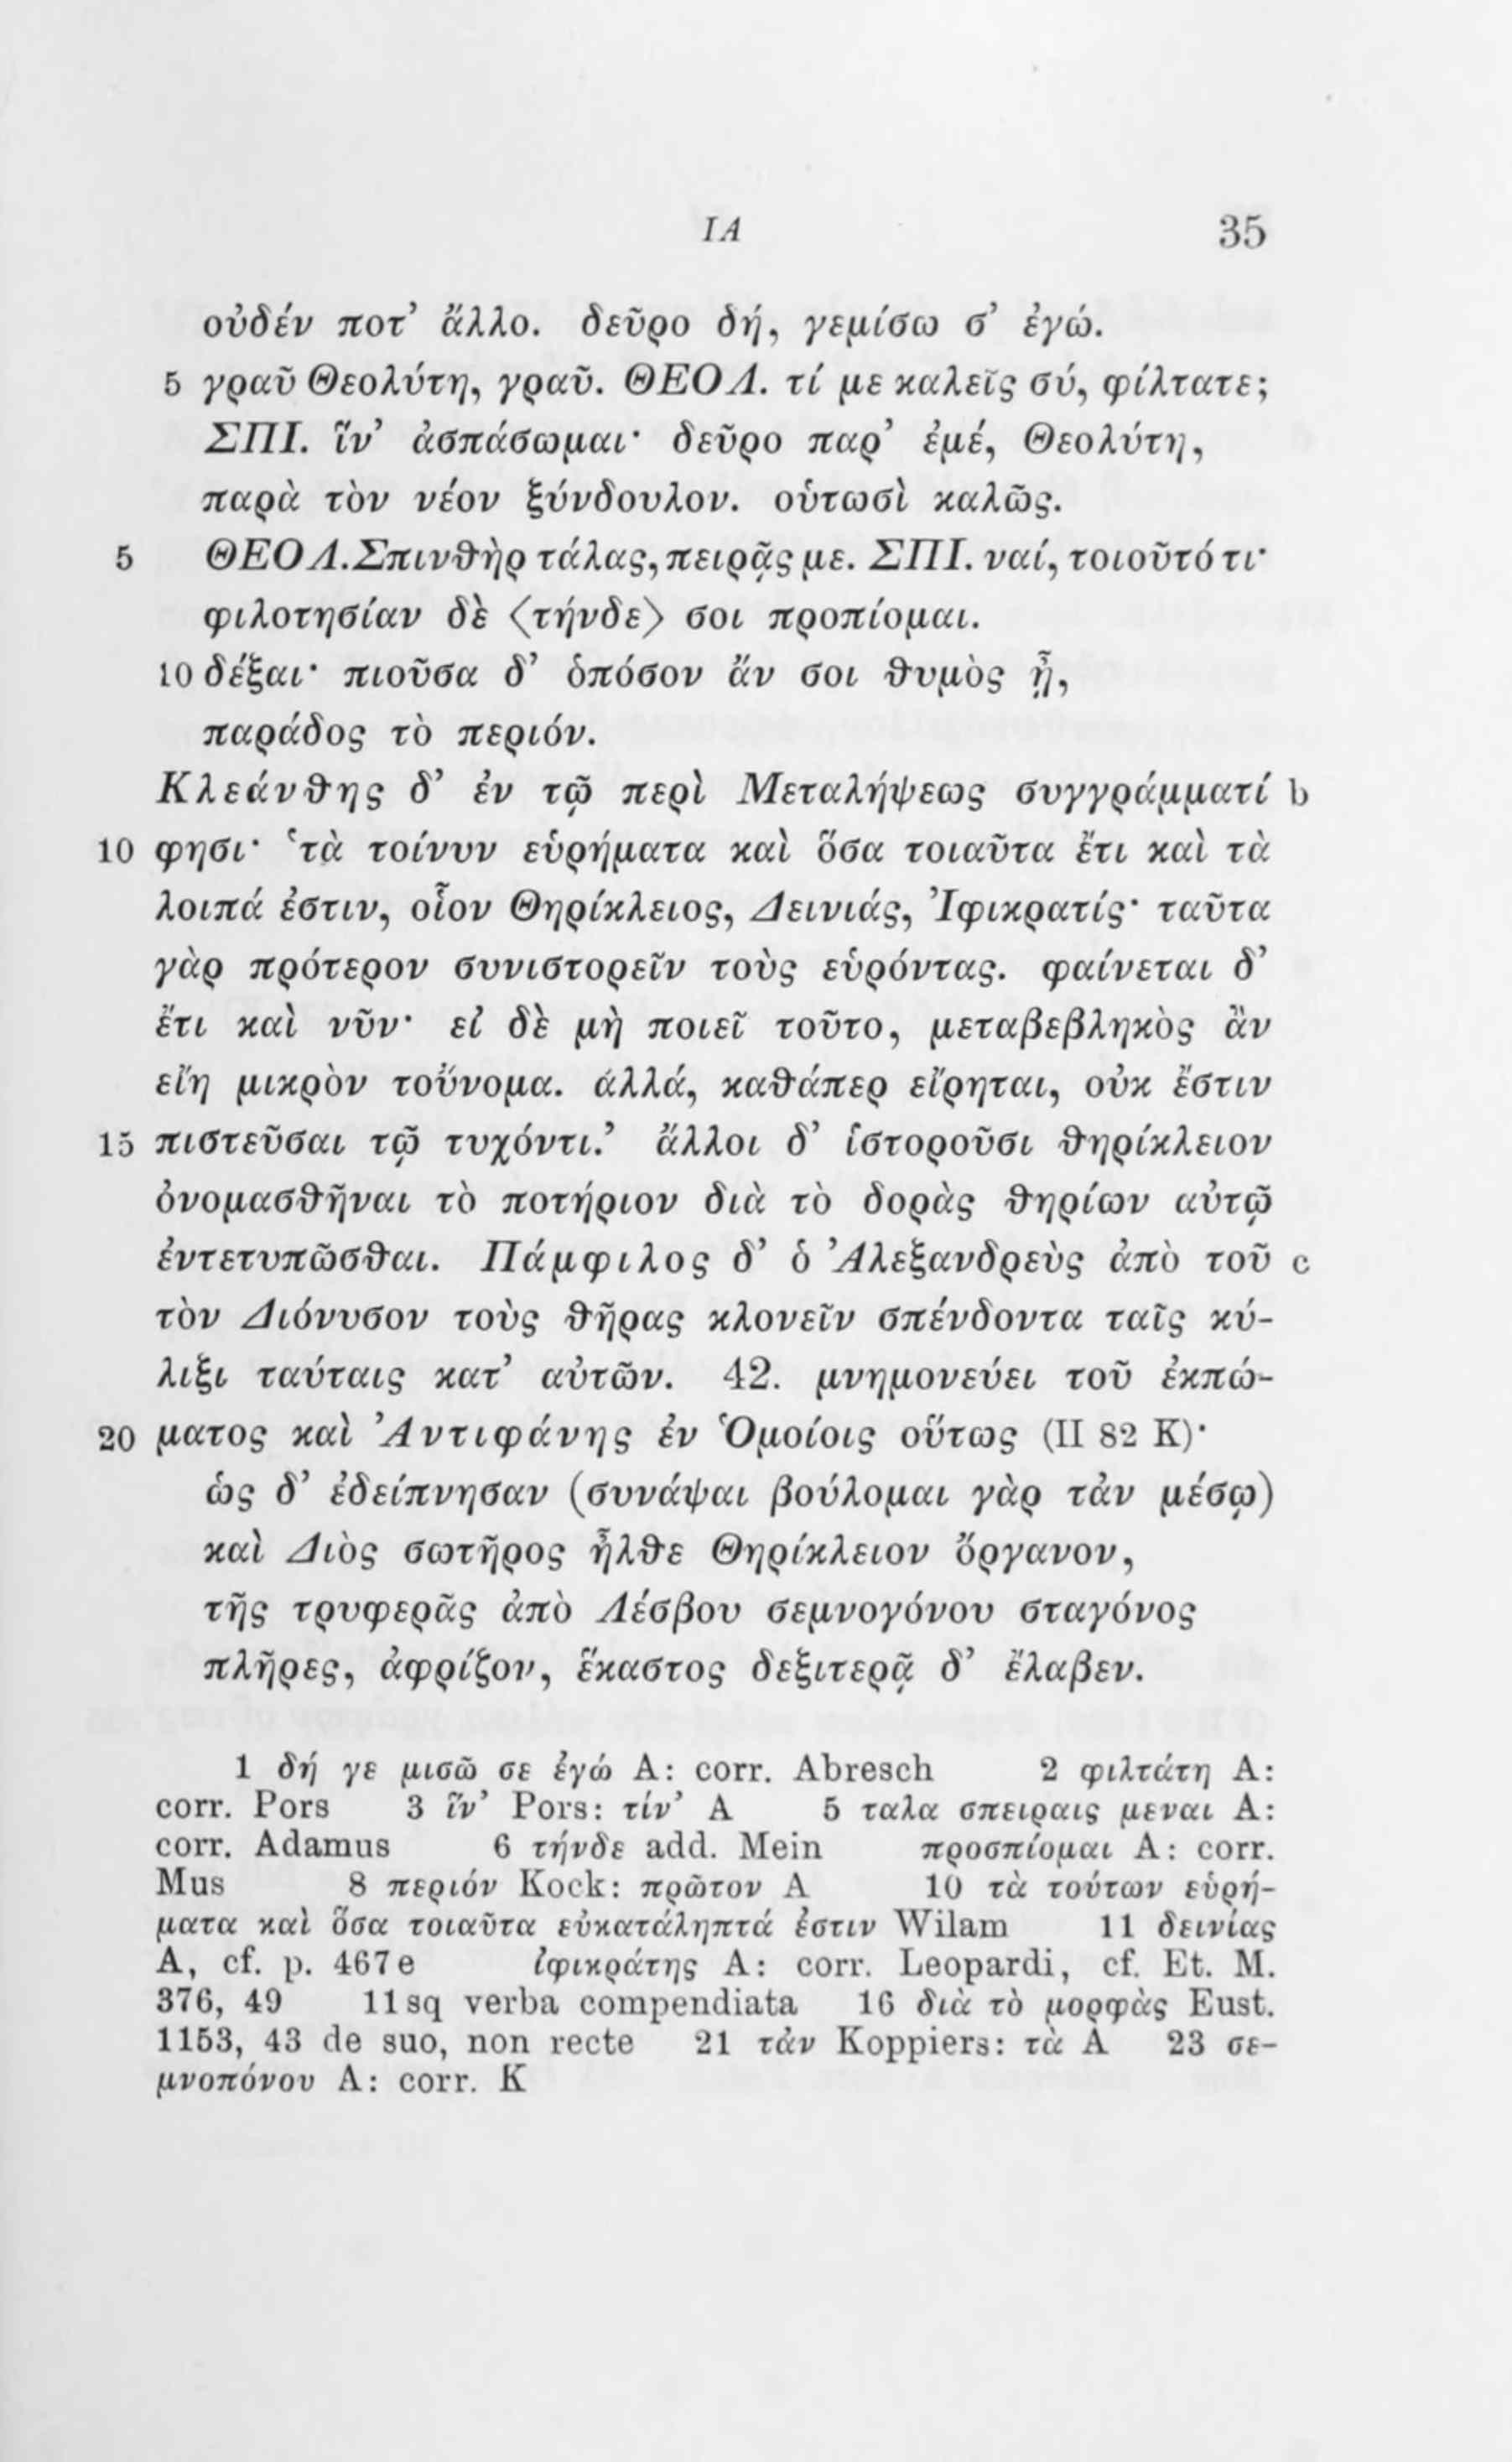 ΙΑ 35
οὐδέν ποτ’ ἄλλο. δεῦρο δή, γεμίσω σ’ ἐγώ.
5 γραῦ Θεολύτη, γραῦ. ΘΕΟΛ. τί με καλεῖς σύ, φίλτατε;
ΣΠΙ. ἵν’ ἀσπάσωμαι· δεῦρο παρ’ ἐμέ, Θεολύτη,
παρὰ τὸν νέον ξύνδουλον. οὑτωσὶ καλῶς.
5 ΘΕΟΛ. Σπινθὴρ τάλας, πειρᾷς με. ΣΠΙ. ναί, τοιοῦτό τι·
φιλοτησίαν δὲ ⟨τήνδε⟩ σοι προπίομαι.
10 δέξαι· πιοῦσα δ’ ὁπόσον ἄν σοι θυμὸς ᾖ,
παράδος τὸ περιόν.
Κλεάνθης δ’ ἐν τῷ περὶ Μεταλήψεως συγγράμματί b
10 φησι· ‘τὰ τοίνυν εὑρήματα καὶ ὅσα τοιαῦτα ἔτι καὶ τὰ
λοιπά ἐστιν, οἷον Θηρίκλειος, Δεινιάς, Ἰφικρατίς· ταῦτα
γὰρ πρότερον συνιστορεῖν τοὺς εὑρόντας. φαίνεται δ’
ἔτι καὶ νῦν· εἰ δὲ μὴ ποιεῖ τοῦτο, μεταβεβληκὸς ἂν
εἴη μικρὸν τοὔνομα. ἀλλά, καθάπερ εἴρηται, οὐκ ἔστιν
15 πιστεῦσαι τῷ τυχόντι.’ ἄλλοι δ’ ἱστοροῦσι θηρίκλειον
ὀνομασθῆναι τὸ ποτήριον διὰ τὸ δορὰς θηρίων αὐτῷ
ἐντετυπῶσθαι. Πάμφιλος δ’ ὁ Ἀλεξανδρεὺς ἀπὸ τοῦ c
τὸν Διόνυσον τοὺς θῆρας κλονεῖν σπένδοντα ταῖς κύ-
λιξι ταύταις κατ’ αὐτῶν. 42. μνημονεύει τοῦ ἐκπώ-
20 ματος καὶ Ἀντιφάνης ἐν Ὁμοίοις οὕτως (II 82 K)·
ὡς δ’ ἐδείπνησαν (συνάψαι βούλομαι γὰρ τἀν μέσῳ)
καὶ Διὸς σωτῆρος ἦλθε Θηρίκλειον ὄργανον,
τῆς τρυφερᾶς ἀπὸ Λέσβου σεμνογόνου σταγόνος
πλῆρες, ἀφρίζον, ἕκαστος δεξιτερᾷ δ’ ἔλαβεν.
1 δή γε μισῶ σε ἐγώ A: corr. Abresch 2 φιλτάτη A:
corr. Pors 3 ἵν’ Pors: τίν’ A 5 ταλα σπειραις μεναι A:
corr. Adamus 6 τήνδε add. Mein προσπίομαι A: corr.
Mus 8 περιόν Kock: πρῶτον A 10 τὰ τούτων εὑρή-
ματα καὶ ὅσα τοιαῦτα εὐκατάληπτά ἐστιν Wilam 11 δεινίας
A, cf. p. 467 e ἰφικράτης A: corr. Leopardi, cf. Et. M.
376, 49 11 sq verba compendiata 16 διὰ τὸ μορφὰς Eust.
1153, 43 de suo, non recte 21 τἀν Koppiers: τὰ A 23 σε-
μνοπόνου A: corr. K